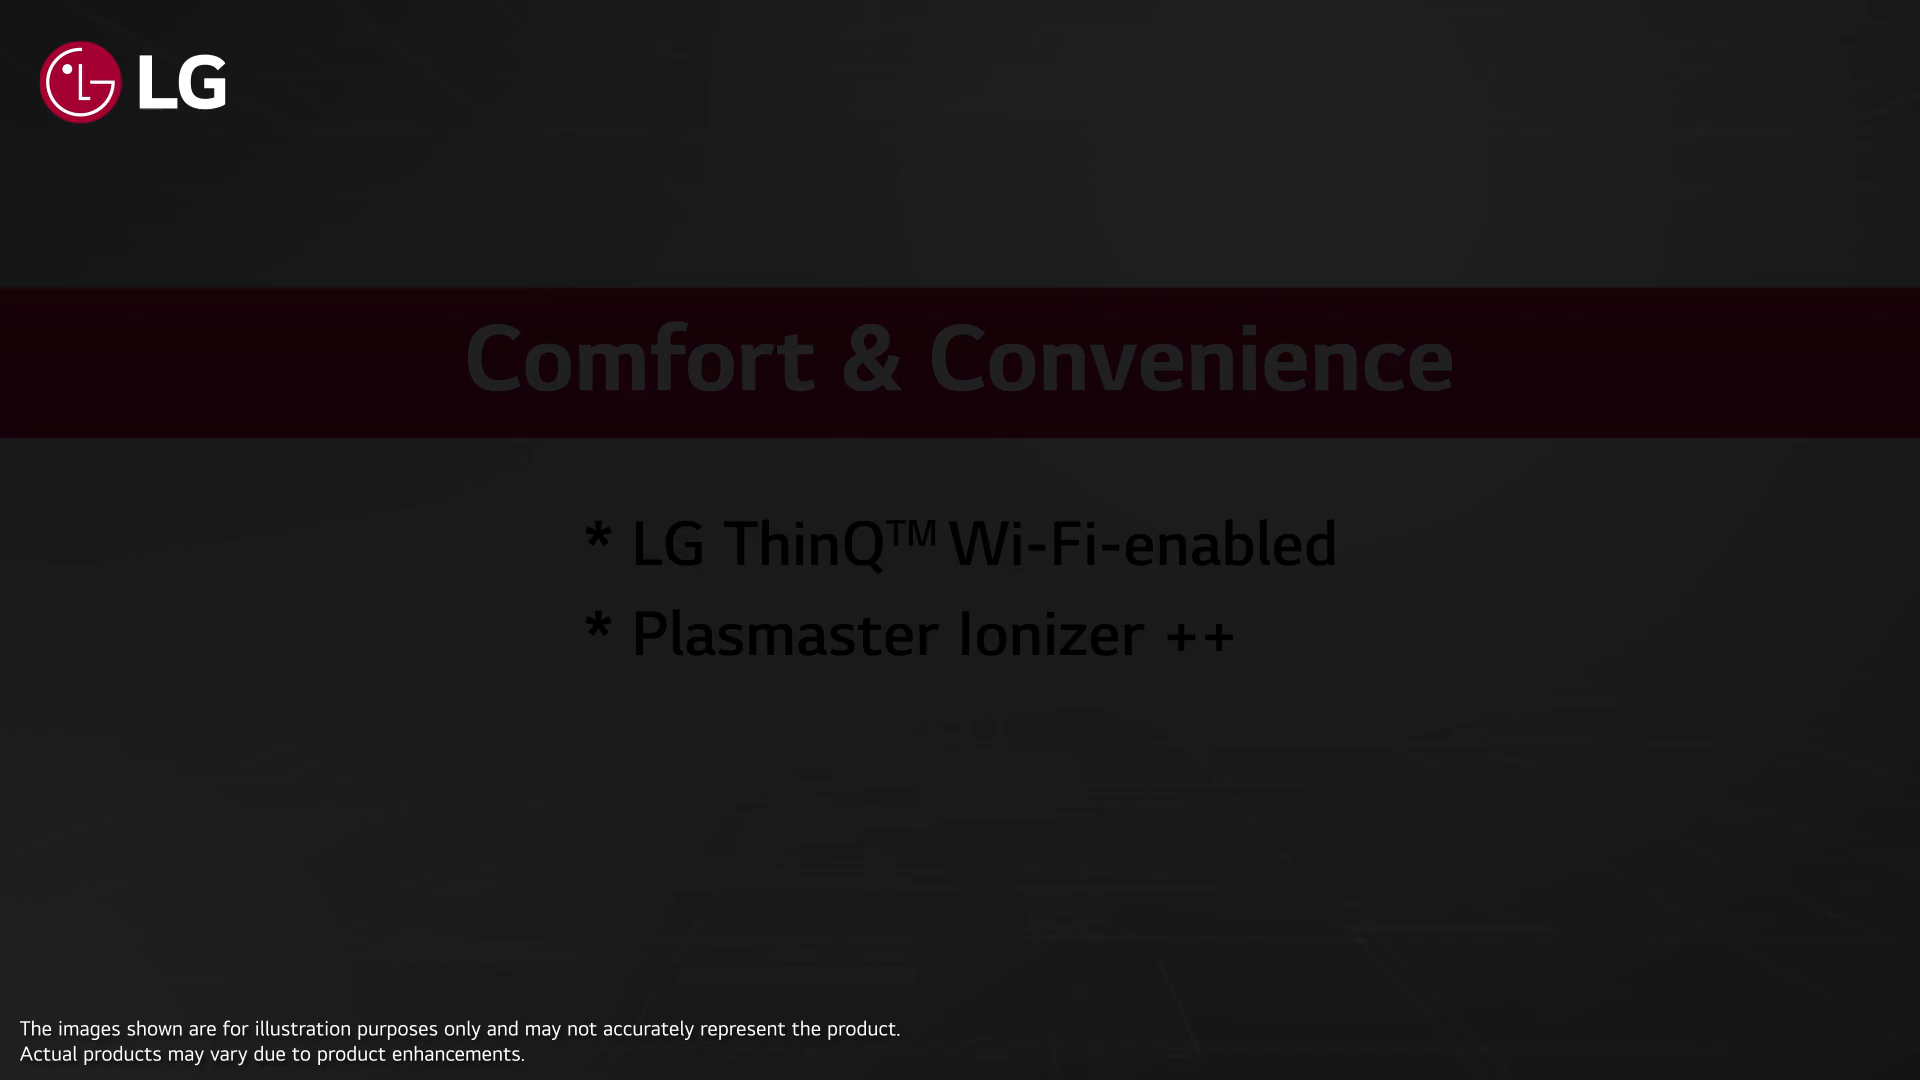 LG
Comfort & Convenience
* LG ThinQ™ Wi-Fi-enabled
* Plasmaster Ionizer ++
The images shown are for illustration purposes only and may not accurately represent the product.
Actual products may vary due to product enhancements.